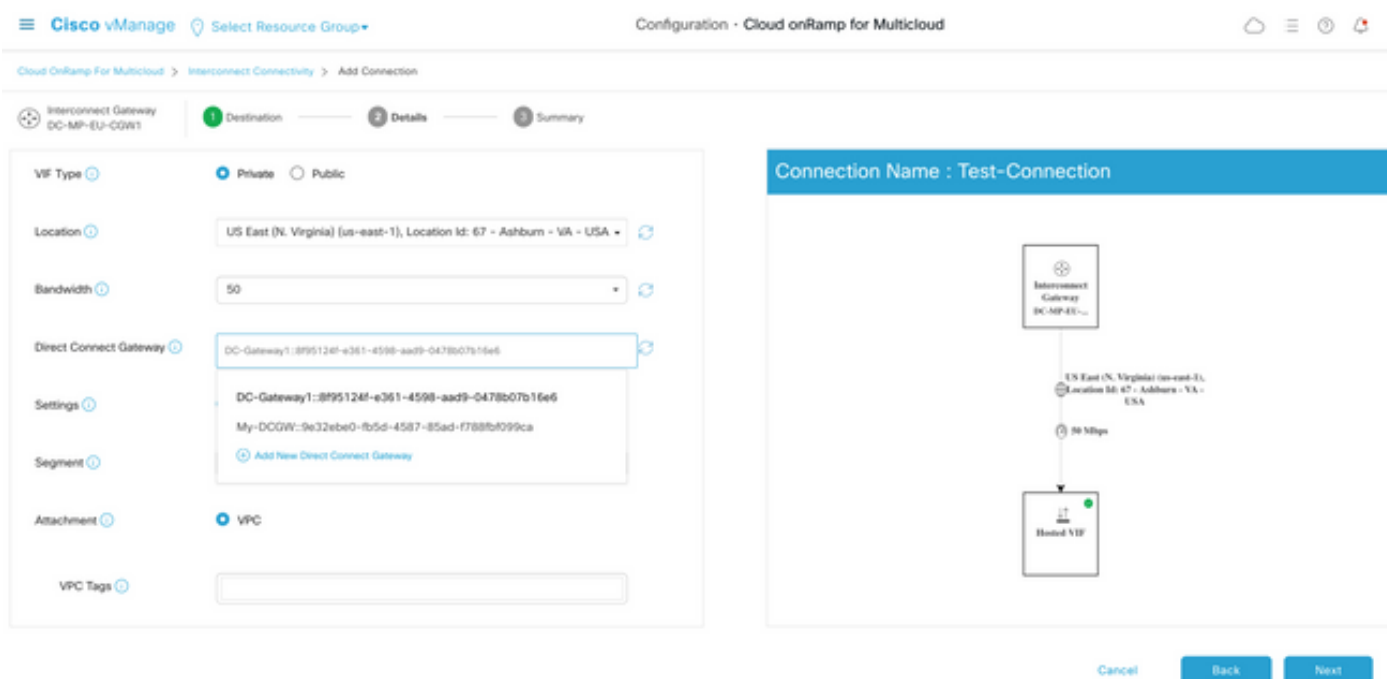 Cisco vManage Select Resource Group Configuration · Cloud onRamp for Multicloud
Cloud OnRamp For Multicloud > Interconnect Connectivity > Add Connection
Interconnect Gateway
DC-MP-EU-CGW1
1 Destination 2 Details 3 Summary
VIF Type Private Public
Location US East (N. Virginia) (us-east-1), Location Id: 67 - Ashburn - VA - USA
Bandwidth 50
Direct Connect Gateway DC-Gateway1::8f95124f-e361-4598-aad9-0478b07b16e6
DC-Gateway1::8f95124f-e361-4598-aad9-0478b07b16e6
Settings
My-DCGW::9e32ebe0-fb5d-4587-85ad-f788fbf099ca
Add New Direct Connect Gateway
Segment
Attachment VPC
VPC Tags
Connection Name : Test-Connection
Interconnect
Gateway
DC-MP-EU-...
US East (N. Virginia) (us-east-1),
Location Id: 67 - Ashburn - VA -
USA
50 Mbps
Hosted VIF
Cancel Back Next